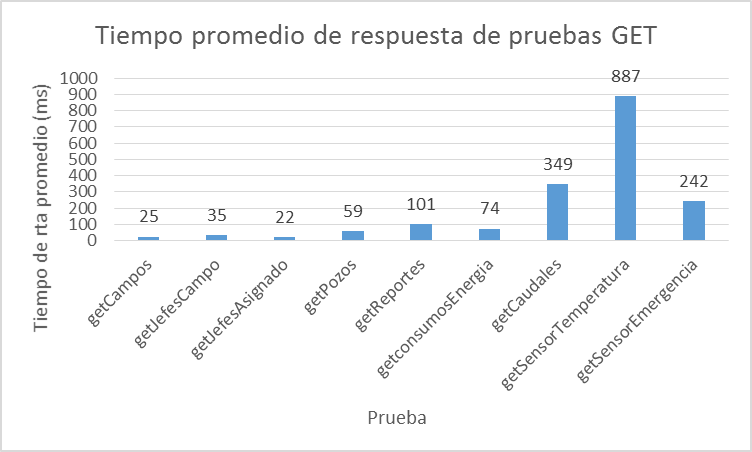 Tiempo promedio de respuesta de pruebas GET
Tiempo de rta promedio (ms)
1000
900
800
700
600
500
400
300
200
100
0
25
35
22
59
101
74
349
887
242
getCampos
getJefesCampo
getJefesAsignado
getPozos
getReportes
getconsumosEnergia
getCaudales
getSensorTemperatura
getSensorEmergencia
Prueba